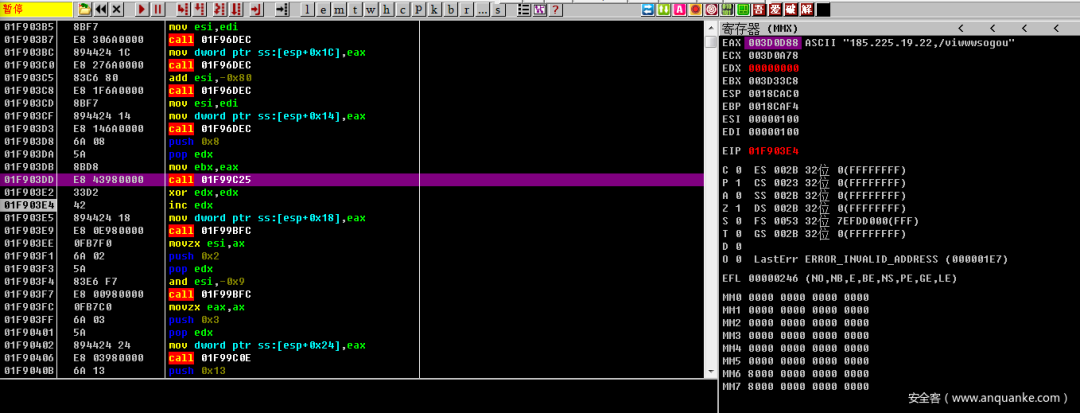 暂停 l e m t w h c p k b r ... s ?
吾 爱 破 解
01F903B5 8BF7 mov esi,edi
01F903B7 E8 306A0000 call 01F96DEC
01F903BC 894424 1C mov dword ptr ss:[esp+0x1C],eax
01F903C0 E8 276A0000 call 01F96DEC
01F903C5 83C6 80 add esi,-0x80
01F903C8 E8 1F6A0000 call 01F96DEC
01F903CD 8BF7 mov esi,edi
01F903CF 894424 14 mov dword ptr ss:[esp+0x14],eax
01F903D3 E8 146A0000 call 01F96DEC
01F903D8 6A 08 push 0x8
01F903DA 5A pop edx
01F903DB 8BD8 mov ebx,eax
01F903DD E8 43980000 call 01F99C25
01F903E2 33D2 xor edx,edx
01F903E4 42 inc edx
01F903E5 894424 18 mov dword ptr ss:[esp+0x18],eax
01F903E9 E8 0E980000 call 01F99BFC
01F903EE 0FB7F0 movzx esi,ax
01F903F1 6A 02 push 0x2
01F903F3 5A pop edx
01F903F4 83E6 F7 and esi,-0x9
01F903F7 E8 00980000 call 01F99BFC
01F903FC 0FB7C0 movzx eax,ax
01F903FF 6A 03 push 0x3
01F90401 5A pop edx
01F90402 894424 24 mov dword ptr ss:[esp+0x24],eax
01F90406 E8 03980000 call 01F99C0E
01F9040B 6A 13 push 0x13
寄存器 (MMX) < < < <
EAX 003D0D88 ASCII "185.225.19.22,/viwwwsogou"
ECX 003D0A78
EDX 000A0000
EBX 003D33C8
ESP 0018CAC0
EBP 0018CAF4
ESI 00000100
EDI 00000100
EIP 01F903E4
C 0 ES 002B 32位 0(FFFFFFFF)
P 1 CS 0023 32位 0(FFFFFFFF)
A 0 SS 002B 32位 0(FFFFFFFF)
Z 1 DS 002B 32位 0(FFFFFFFF)
S 0 FS 0053 32位 7EFDD000(FFF)
T 0 GS 002B 32位 0(FFFFFFFF)
D 0
O 0 LastErr ERROR_INVALID_ADDRESS (000001E7)
EFL 00000246 (NO,NB,E,BE,NS,PE,GE,LE)
MM0 0000 0000 0000 0000
MM1 0000 0000 0000 0000
MM2 0000 0000 0000 0000
MM3 0000 0000 0000 0000
MM4 0000 0000 0000 0000
MM5 0000 0000 0000 0000
MM6 8000 0000 0000 0000
MM7 8000 0000 0000 0000
安全客（www.anquanke.com）